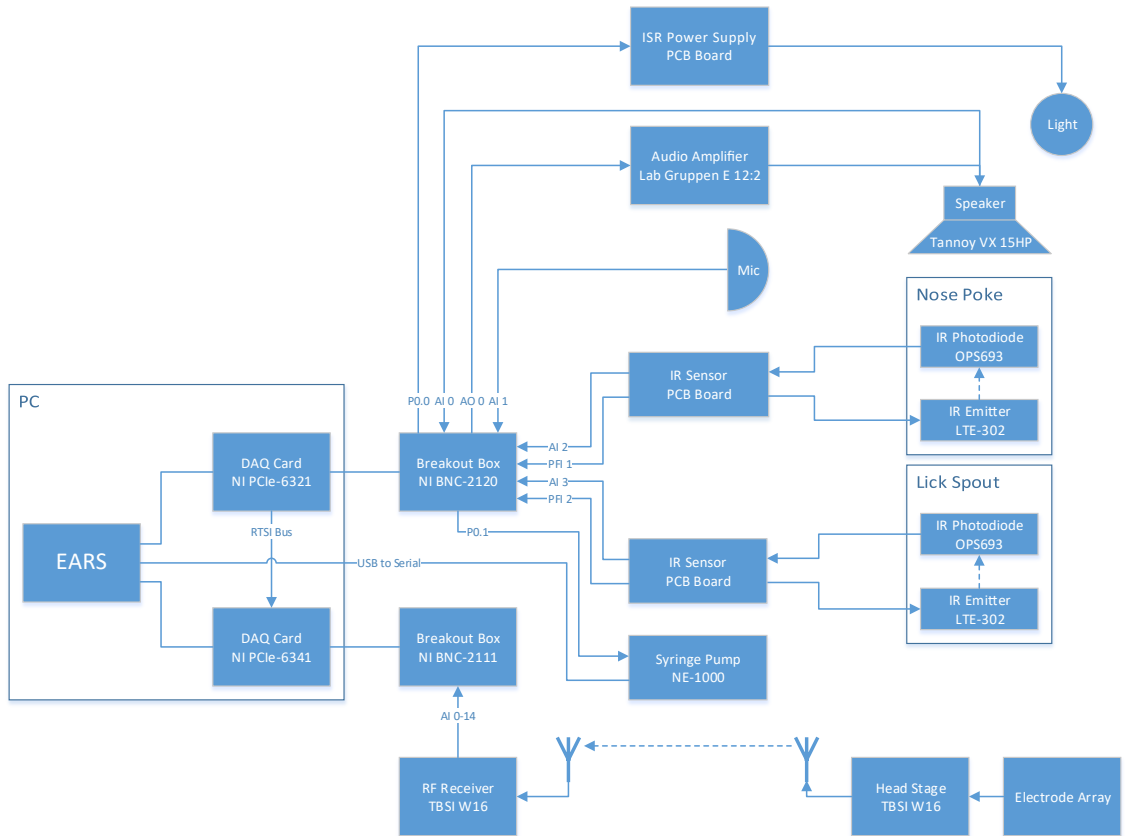 ISR Power Supply
PCB Board
Light
Audio Amplifier
Lab Gruppen E 12:2
Speaker
Tannoy VX 15HP
Mic
Nose Poke
IR Photodiode
OPS693
IR Emitter
LTE-302
IR Sensor
PCB Board
P0.0
AI 0
AO 0
AI 1
PC
DAQ Card
NI PCIe-6321
Breakout Box
NI BNC-2120
AI 2
PFI 1
AI 3
PFI 2
Lick Spout
IR Photodiode
OPS693
IR Emitter
LTE-302
RTSI Bus
P0.1
EARS
USB to Serial
IR Sensor
PCB Board
DAQ Card
NI PCIe-6341
Breakout Box
NI BNC-2111
Syringe Pump
NE-1000
AI 0-14
RF Receiver
TBSI W16
Head Stage
TBSI W16
Electrode Array